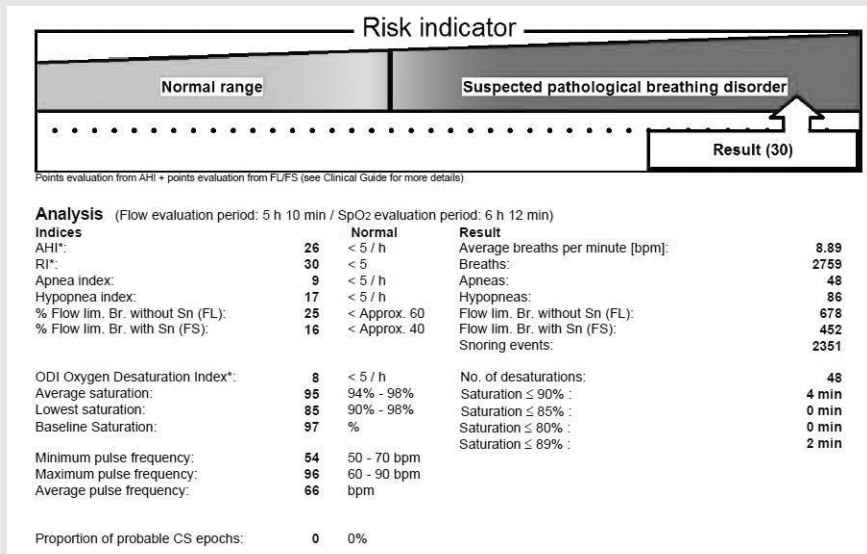 Risk indicator
Normal range Suspected pathological breathing disorder
Result (30)
Points evaluation from AHI + points evaluation from FL/FS (see Clinical Guide for more details)
Analysis (Flow evaluation period: 5 h 10 min / SpO2 evaluation period: 6 h 12 min)
Indices Normal Result
AHI*: 26 < 5 / h Average breaths per minute [bpm]: 8.89
RI*: 30 < 5 Breaths: 2759
Apnea index: 9 < 5 / h Apneas: 48
Hypopnea index: 17 < 5 / h Hypopneas: 86
% Flow lim. Br. without Sn (FL): 25 < Approx. 60 Flow lim. Br. without Sn (FL): 678
% Flow lim. Br. with Sn (FS): 16 < Approx. 40 Flow lim. Br. with Sn (FS): 452
Snoring events: 2351
ODI Oxygen Desaturation Index*: 8 < 5 / h No. of desaturations: 48
Average saturation: 95 94% - 98% Saturation ≤ 90% : 4 min
Lowest saturation: 85 90% - 98% Saturation ≤ 85% : 0 min
Baseline Saturation: 97 % Saturation ≤ 80% : 0 min
Saturation ≤ 89% : 2 min
Minimum pulse frequency: 54 50 - 70 bpm
Maximum pulse frequency: 96 60 - 90 bpm
Average pulse frequency: 66 bpm
Proportion of probable CS epochs: 0 0%